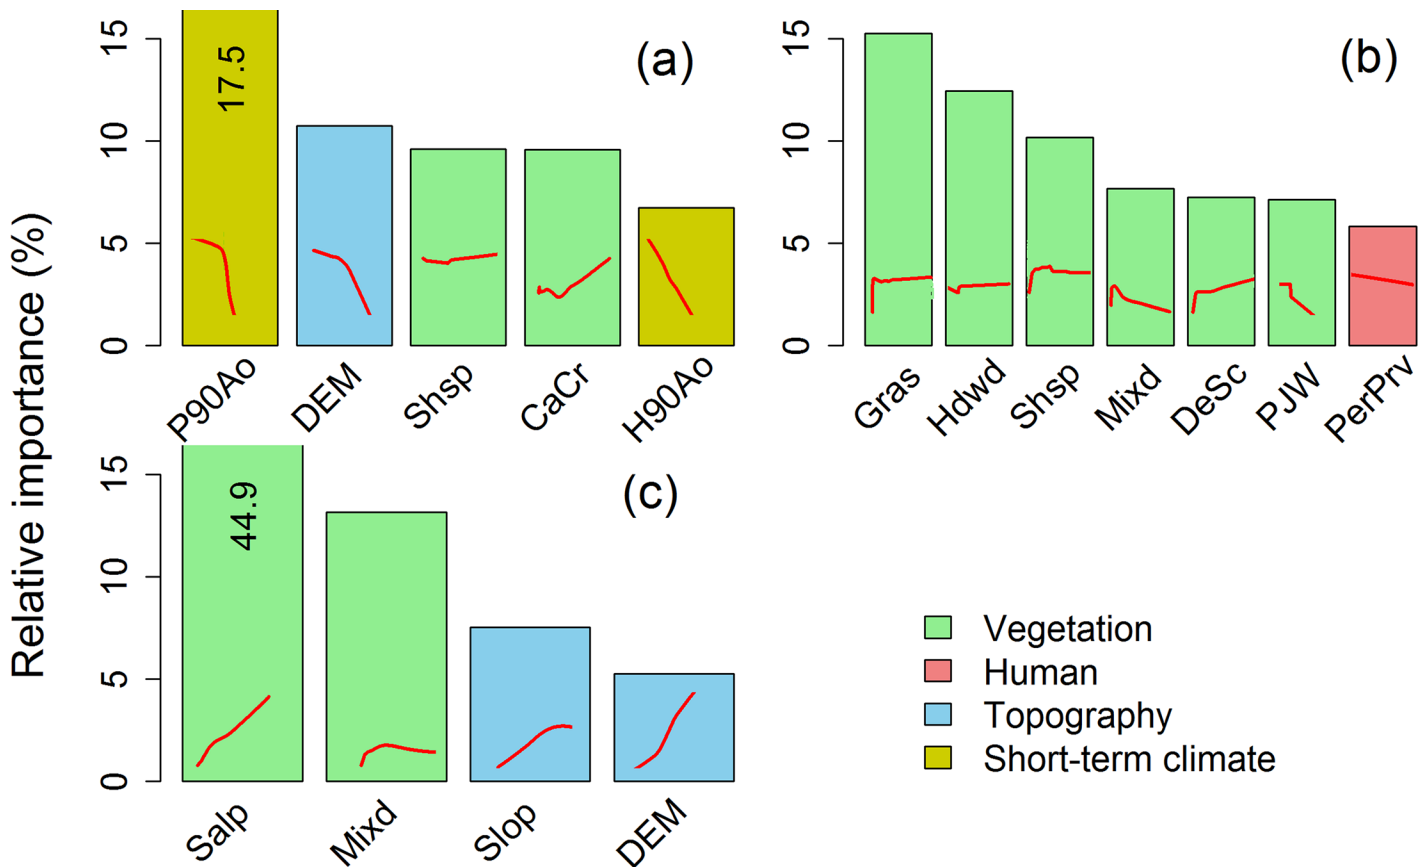 Relative importance (%)
(a)
15
10
5
0
17.5
P90Ao
DEM
Shsp
CaCr
H90Ao
(b)
15
10
5
0
Gras
Hdwd
Shsp
Mixd
DeSc
PJW
PerPrv
(c)
15
10
5
0
44.9
Salp
Mixd
Slop
DEM
Vegetation
Human
Topography
Short-term climate